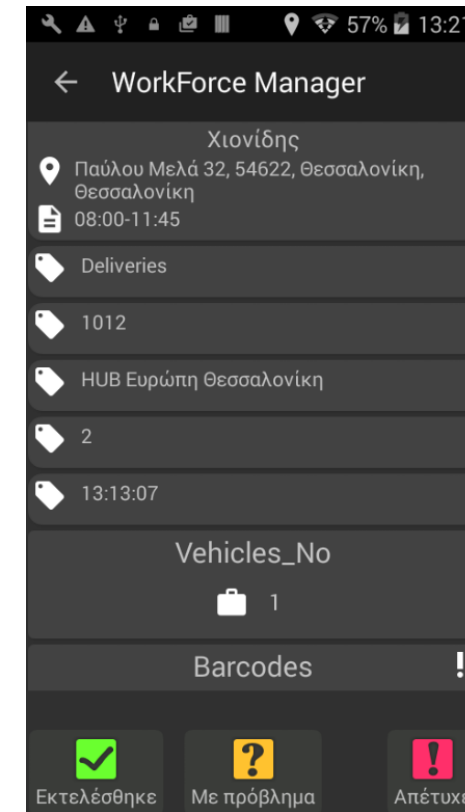 57% 13:21
WorkForce Manager
Χιονίδης
Παύλου Μελά 32, 54622, Θεσσαλονίκη,
Θεσσαλονίκη
08:00-11:45
Deliveries
1012
HUB Ευρώπη Θεσσαλονίκη
2
13:13:07
Vehicles_No
1
Barcodes !
Εκτελέσθηκε Με πρόβλημα Απέτυχε